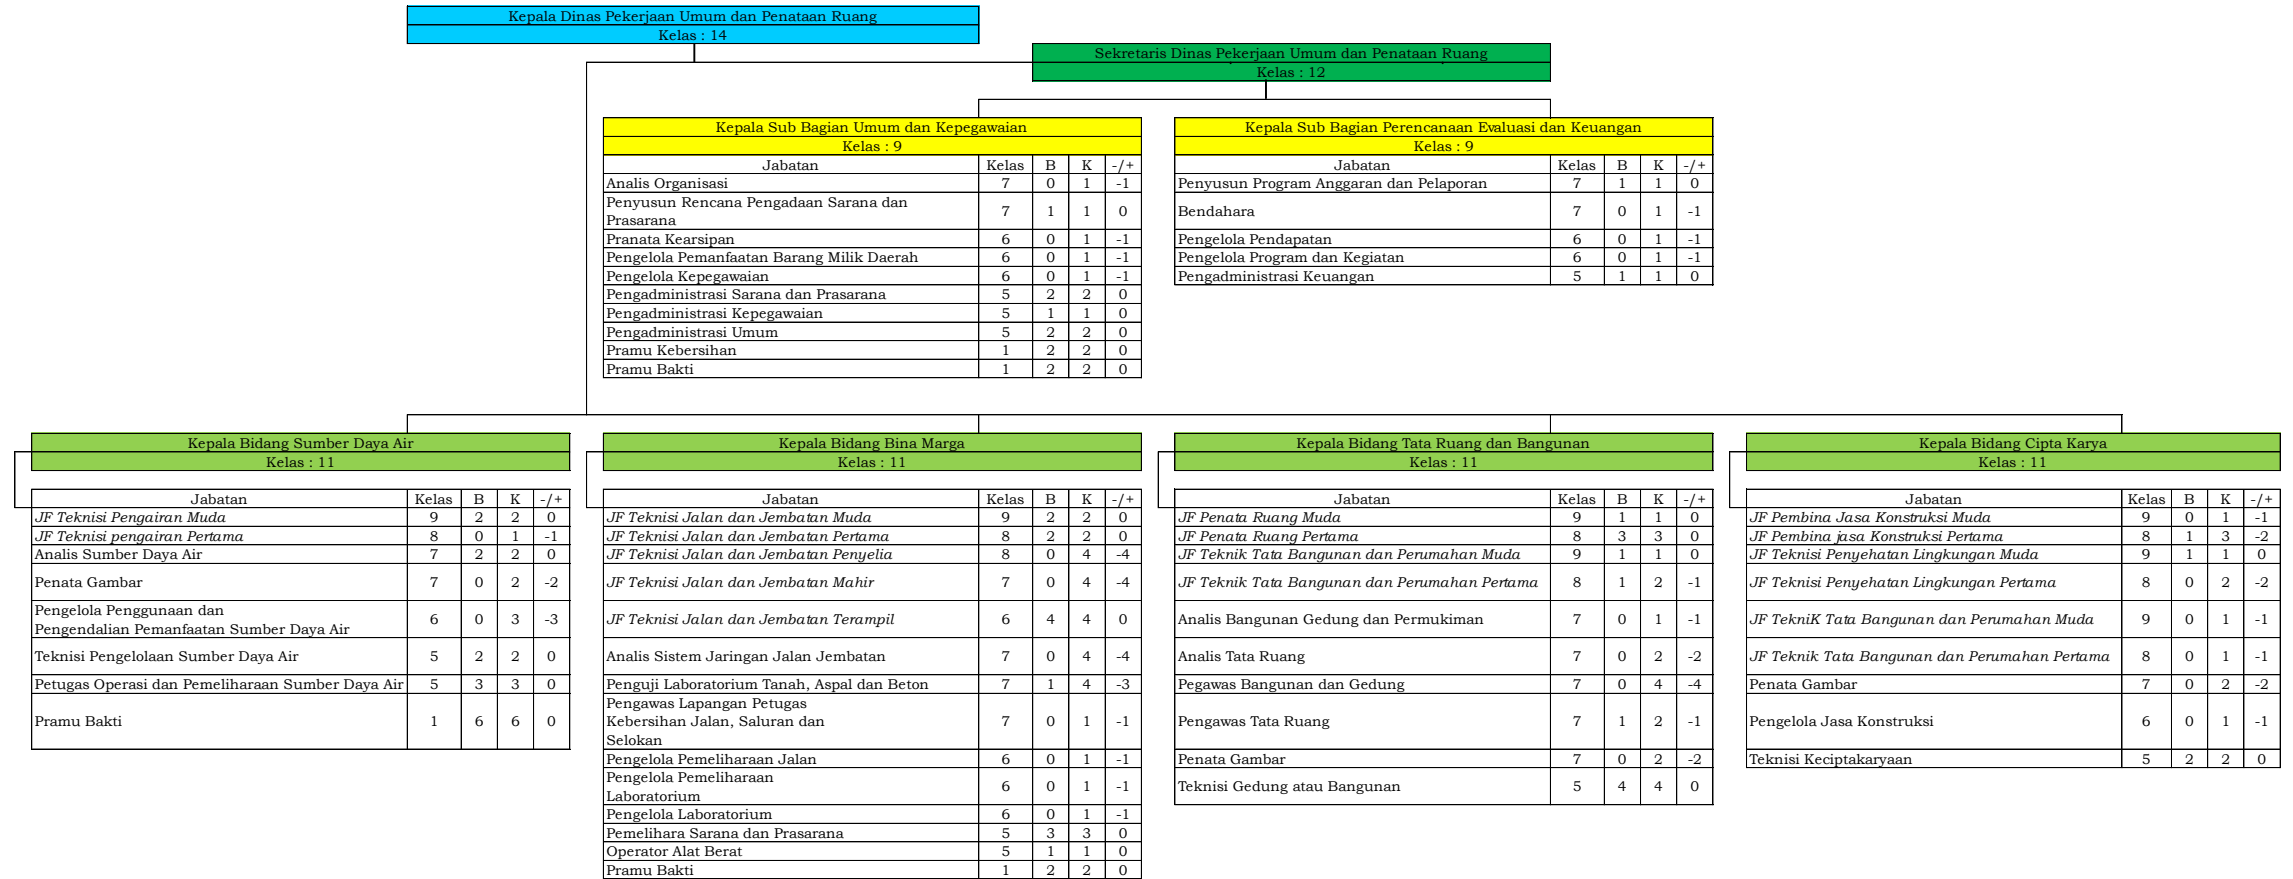 Kepala Dinas Pekerjaan Umum dan Penataan Ruang
Kelas : 14
Sekretaris Dinas Pekerjaan Umum dan Penataan Ruang
Kelas : 12
Kepala Sub Bagian Umum dan Kepegawaian
Kelas : 9
Jabatan Kelas B K -/+
Analis Organisasi 7 0 1 -1
Penyusun Rencana Pengadaan Sarana dan
Prasarana 7 1 1 0
Pranata Kearsipan 6 0 1 -1
Pengelola Pemanfaatan Barang Milik Daerah 6 0 1 -1
Pengelola Kepegawaian 6 0 1 -1
Pengadministrasi Sarana dan Prasarana 5 2 2 0
Pengadministrasi Kepegawaian 5 1 1 0
Pengadministrasi Umum 5 2 2 0
Pramu Kebersihan 1 2 2 0
Pramu Bakti 1 2 2 0
Kepala Sub Bagian Perencanaan Evaluasi dan Keuangan
Kelas : 9
Jabatan Kelas B K -/+
Penyusun Program Anggaran dan Pelaporan 7 1 1 0
Bendahara 7 0 1 -1
Pengelola Pendapatan 6 0 1 -1
Pengelola Program dan Kegiatan 6 0 1 -1
Pengadministrasi Keuangan 5 1 1 0
Kepala Bidang Sumber Daya Air
Kelas : 11
Jabatan Kelas B K -/+
JF Teknisi Pengairan Muda 9 2 2 0
JF Teknisi pengairan Pertama 8 0 1 -1
Analis Sumber Daya Air 7 2 2 0
Penata Gambar 7 0 2 -2
Pengelola Penggunaan dan
Pengendalian Pemanfaatan Sumber Daya Air 6 0 3 -3
Teknisi Pengelolaan Sumber Daya Air 5 2 2 0
Petugas Operasi dan Pemeliharaan Sumber Daya Air 5 3 3 0
Pramu Bakti 1 6 6 0
Kepala Bidang Bina Marga
Kelas : 11
Jabatan Kelas B K -/+
JF Teknisi Jalan dan Jembatan Muda 9 2 2 0
JF Teknisi Jalan dan Jembatan Pertama 8 2 2 0
JF Teknisi Jalan dan Jembatan Penyelia 8 0 4 -4
JF Teknisi Jalan dan Jembatan Mahir 7 0 4 -4
JF Teknisi Jalan dan Jembatan Terampil 6 4 4 0
Analis Sistem Jaringan Jalan Jembatan 7 0 4 -4
Penguji Laboratorium Tanah, Aspal dan Beton 7 1 4 -3
Pengawas Lapangan Petugas
Kebersihan Jalan, Saluran dan
Selokan 7 0 1 -1
Pengelola Pemeliharaan Jalan 6 0 1 -1
Pengelola Pemeliharaan
Laboratorium 6 0 1 -1
Pengelola Laboratorium 6 0 1 -1
Pemelihara Sarana dan Prasarana 5 3 3 0
Operator Alat Berat 5 1 1 0
Pramu Bakti 1 2 2 0
Kepala Bidang Tata Ruang dan Bangunan
Kelas : 11
Jabatan Kelas B K -/+
JF Penata Ruang Muda 9 1 1 0
JF Penata Ruang Pertama 8 3 3 0
JF Teknik Tata Bangunan dan Perumahan Muda 9 1 1 0
JF Teknik Tata Bangunan dan Perumahan Pertama 8 1 2 -1
Analis Bangunan Gedung dan Permukiman 7 0 1 -1
Analis Tata Ruang 7 0 2 -2
Pegawas Bangunan dan Gedung 7 0 4 -4
Pengawas Tata Ruang 7 1 2 -1
Penata Gambar 7 0 2 -2
Teknisi Gedung atau Bangunan 5 4 4 0
Kepala Bidang Cipta Karya
Kelas : 11
Jabatan Kelas B K -/+
JF Pembina Jasa Konstruksi Muda 9 0 1 -1
JF Pembina jasa Konstruksi Pertama 8 1 3 -2
JF Teknisi Penyehatan Lingkungan Muda 9 1 1 0
JF Teknisi Penyehatan Lingkungan Pertama 8 0 2 -2
JF TekniK Tata Bangunan dan Perumahan Muda 9 0 1 -1
JF Teknik Tata Bangunan dan Perumahan Pertama 8 0 1 -1
Penata Gambar 7 0 2 -2
Pengelola Jasa Konstruksi 6 0 1 -1
Teknisi Keciptakaryaan 5 2 2 0